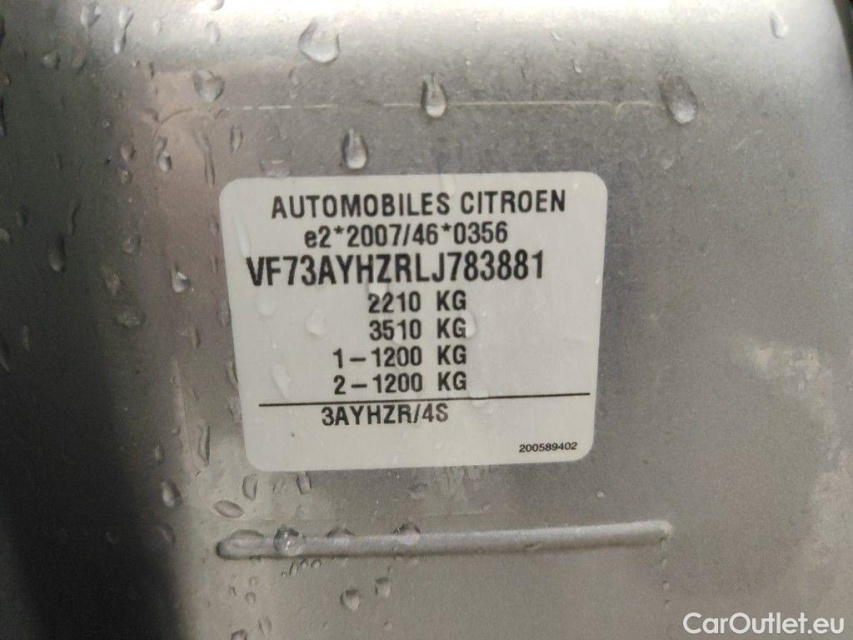 AUTOMOBILES CITROEN
e2*2007/46*0356
VF73AYHZRLJ783881
2210 KG
3510 KG
1-1200 KG
2-1200 KG
3AYHZR/4S
200589402
CarOutlet.eu